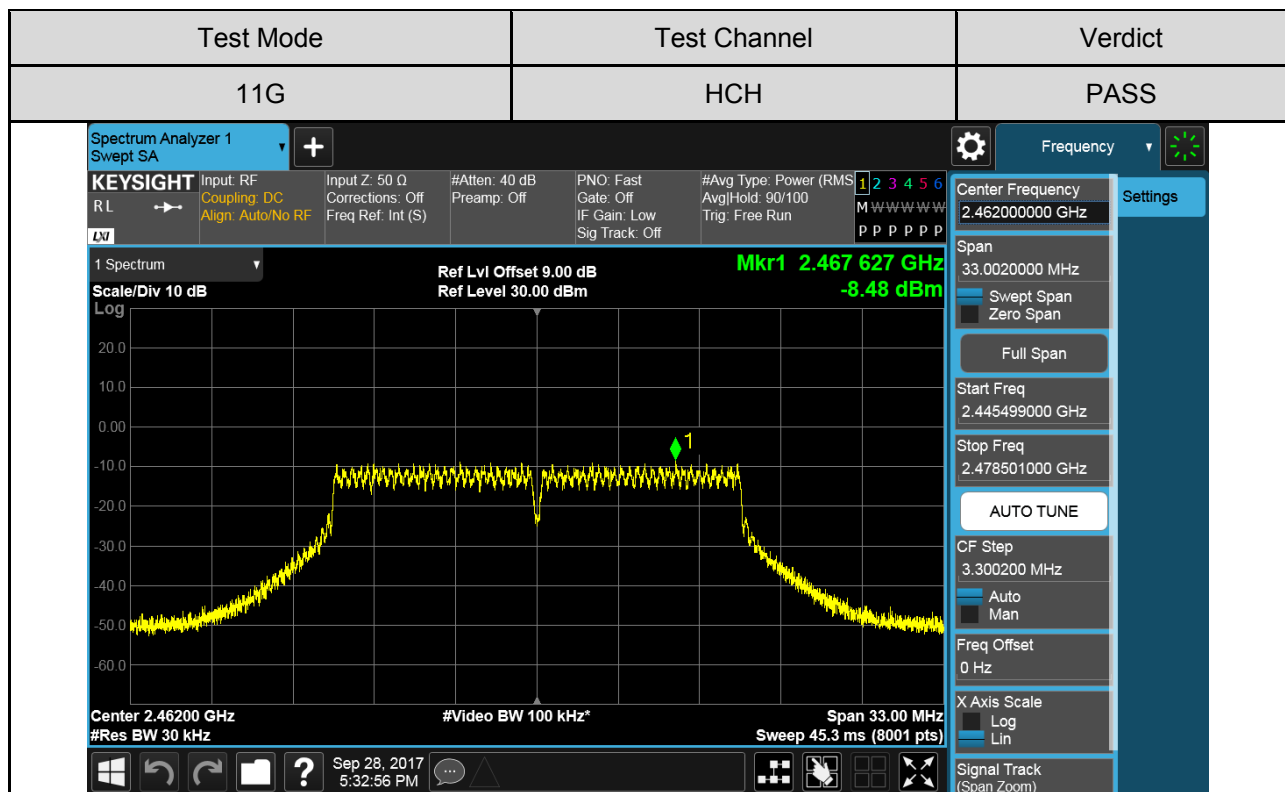 Test Mode Test Channel Verdict
11G HCH PASS
Spectrum Analyzer 1
Swept SA
+
Frequency
KEYSIGHT
R L
LXI
Input: RF
Coupling: DC
Align: Auto/No RF
Input Z: 50 Ω
Corrections: Off
Freq Ref: Int (S)
#Atten: 40 dB
Preamp: Off
PNO: Fast
Gate: Off
IF Gain: Low
Sig Track: Off
#Avg Type: Power (RMS
Avg|Hold: 90/100
Trig: Free Run
1 2 3 4 5 6
M W W W W W
P P P P P P
1 Spectrum
Scale/Div 10 dB
Log
Ref Lvl Offset 9.00 dB
Ref Level 30.00 dBm
Mkr1 2.467 627 GHz
-8.48 dBm
20.0
10.0
0.00
-10.0
-20.0
-30.0
-40.0
-50.0
-60.0
1
Center 2.46200 GHz
#Res BW 30 kHz
#Video BW 100 kHz*
Span 33.00 MHz
Sweep 45.3 ms (8001 pts)
Settings
Center Frequency
2.462000000 GHz
Span
33.0020000 MHz
Swept Span
Zero Span
Full Span
Start Freq
2.445499000 GHz
Stop Freq
2.478501000 GHz
AUTO TUNE
CF Step
3.300200 MHz
Auto
Man
Freq Offset
0 Hz
X Axis Scale
Log
Lin
Signal Track
(Span Zoom)
?
Sep 28, 2017
5:32:56 PM